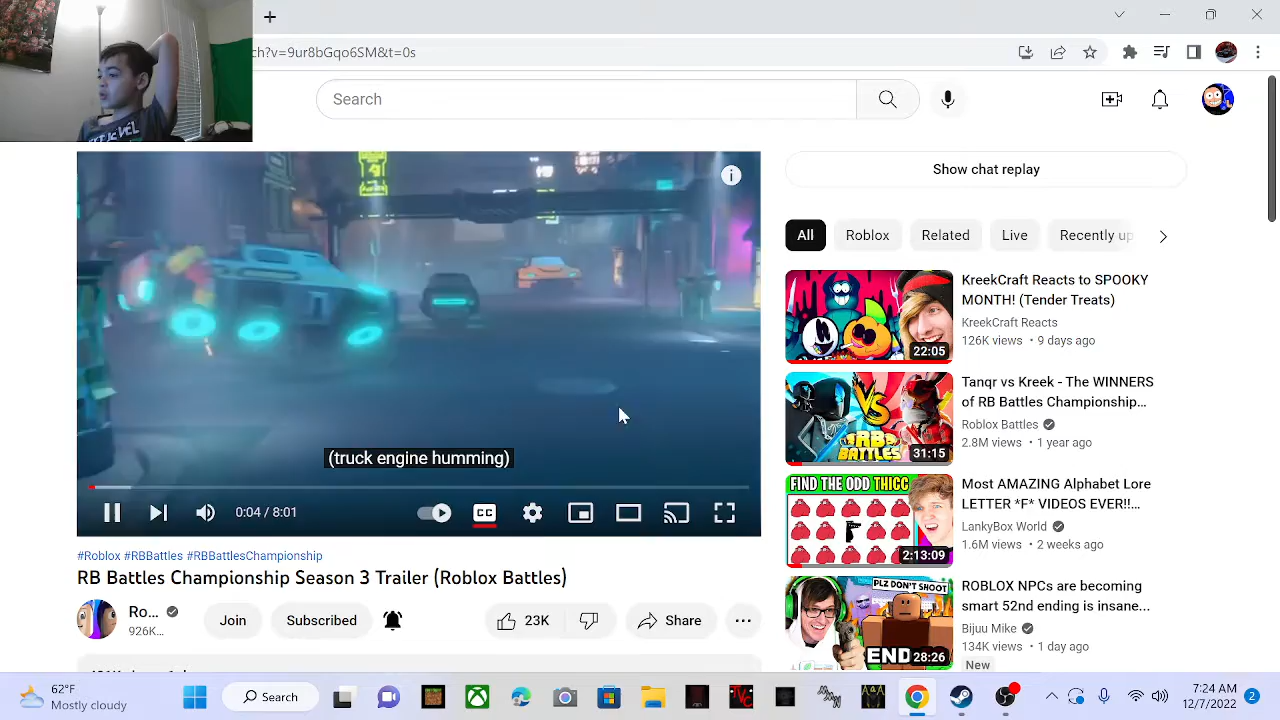 ch?v=9ur8bGqo6SM&t=0s
Search
Show chat replay
All
Roblox
Related
Live
Recently up
(truck engine humming)
0:04 / 8:01
CC
#Roblox #RBBattles #RBBattlesChampionship
RB Battles Championship Season 3 Trailer (Roblox Battles)
Ro...
926K...
Join
Subscribed
23K
Share
22:05
KreekCraft Reacts to SPOOKY
MONTH! (Tender Treats)
KreekCraft Reacts
126K views • 9 days ago
VS
RB
BATTLES
31:15
Tanqr vs Kreek - The WINNERS
of RB Battles Championship...
Roblox Battles
2.8M views • 1 year ago
FIND THE ODD THICC
2:13:09
Most AMAZING Alphabet Lore
LETTER *F* VIDEOS EVER!!...
LankyBox World
1.6M views • 2 weeks ago
PLZ DON'T SHOOT
END
28:26
ROBLOX NPCs are becoming
smart 52nd ending is insane...
Bijuu Mike
134K views • 1 day ago
New
62°F
Mostly cloudy
Search
7:24 AM
12/7/2022
2